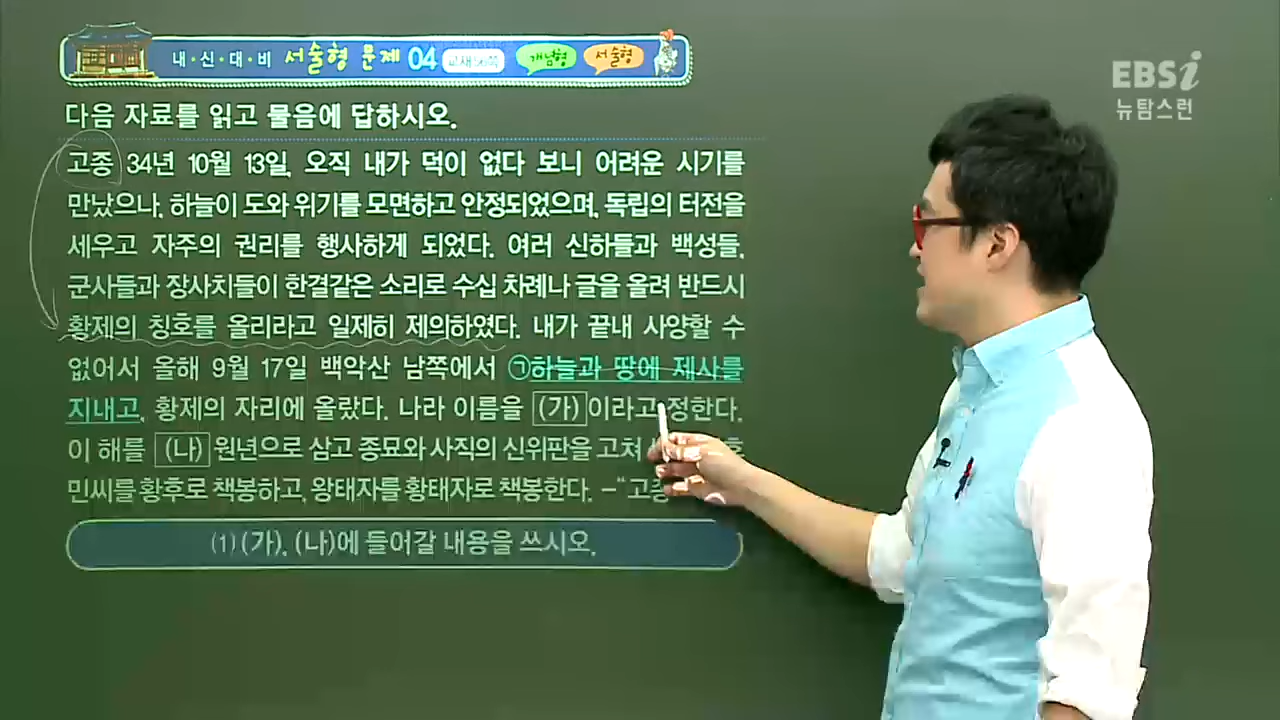 내·신·대·비 서술형 문제 04 교재 56쪽 개념형 서술형
EBSi
뉴탐스런
다음 자료를 읽고 물음에 답하시오.
고종 34년 10월 13일, 오직 내가 덕이 없다 보니 어려운 시기를
만났으나, 하늘이 도와 위기를 모면하고 안정되었으며, 독립의 터전을
세우고 자주의 권리를 행사하게 되었다. 여러 신하들과 백성들,
군사들과 장사치들이 한결같은 소리로 수십 차례나 글을 올려 반드시
황제의 칭호를 올리라고 일제히 제의하였다. 내가 끝내 사양할 수
없어서 올해 9월 17일 백악산 남쪽에서 ㉠하늘과 땅에 제사를
지내고, 황제의 자리에 올랐다. 나라 이름을 (가) 이라고 정한다.
이 해를 (나) 원년으로 삼고 종묘와 사직의 신위판을 고쳐
민씨를 황후로 책봉하고, 왕태자를 황태자로 책봉한다. -“고종
(1) (가), (나)에 들어갈 내용을 쓰시오.